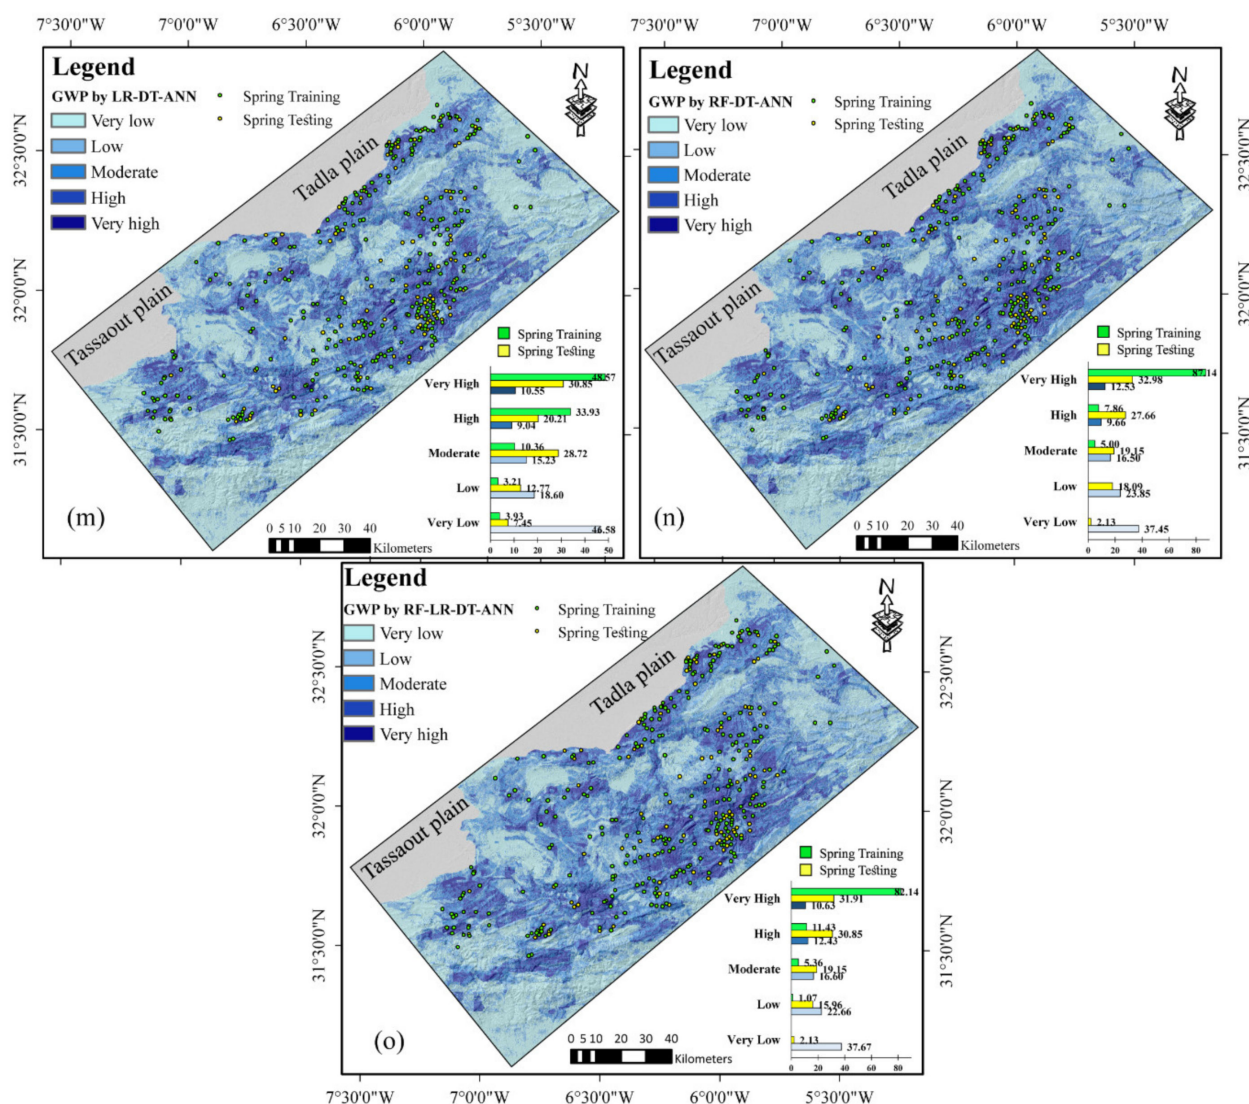 7°30'0"W 7°0'0"W 6°30'0"W 6°0'0"W 5°30'0"W
7°0'0"W 6°30'0"W 6°0'0"W 5°30'0"W
Legend
GWP by LR-DT-ANN
Very low
Low
Moderate
High
Very high
Spring Training
Spring Testing
N
Tadla plain
Tassaout plain
32°30'0"N
32°0'0"N
31°30'0"N
Spring Training
Spring Testing
Very High 48.57 30.85 10.55
High 33.93 20.21 9.04
Moderate 10.36 28.72 15.23
Low 3.21 12.77 18.60
Very Low 3.93 7.45 46.58
0 10 20 30 40 50
(m)
0 5 10 20 30 40
Kilometers
Legend
GWP by RF-DT-ANN
Very low
Low
Moderate
High
Very high
Spring Training
Spring Testing
N
Tadla plain
Tassaout plain
32°30'0"N
32°0'0"N
31°30'0"N
Spring Training
Spring Testing
Very High 87.14 32.98 12.53
High 7.86 27.66 9.66
Moderate 5.00 19.15 16.50
Low 18.09 23.85
Very Low 2.13 37.45
0 20 40 60 80
(n)
0 5 10 20 30 40
Kilometers
Legend
GWP by RF-LR-DT-ANN
Very low
Low
Moderate
High
Very high
Spring Training
Spring Testing
N
Tadla plain
Tassaout plain
32°30'0"N
32°0'0"N
31°30'0"N
32°30'0"N
32°0'0"N
31°30'0"N
Spring Training
Spring Testing
Very High 82.14 31.91 10.63
High 11.43 30.85 12.43
Moderate 5.36 19.15 16.60
Low 1.07 15.96 22.66
Very Low 2.13 37.67
0 20 40 60 80
(o)
0 5 10 20 30 40
Kilometers
7°30'0"W 7°0'0"W 6°30'0"W 6°0'0"W 5°30'0"W